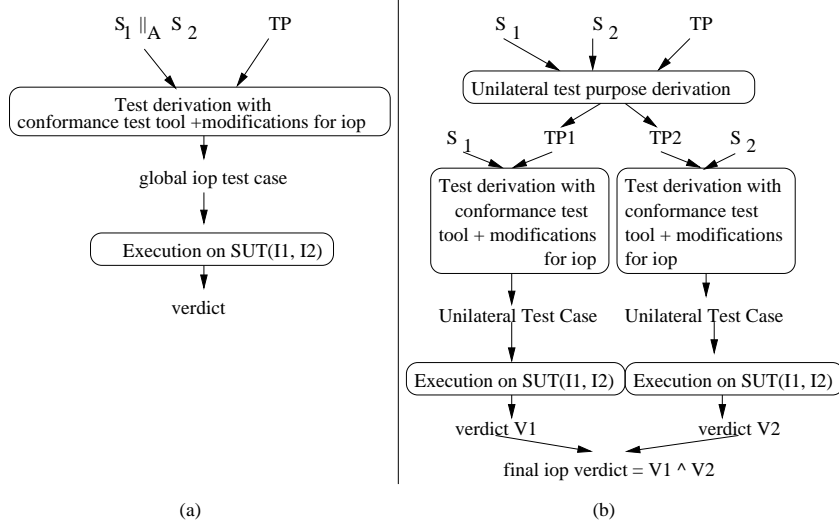 S1 ||A S2
TP
Test derivation with
conformance test tool +modifications for iop
global iop test case
Execution on SUT(I1, I2)
verdict
(a)
S1
S2
TP
Unilateral test purpose derivation
S1
TP1
TP2
S2
Test derivation with
conformance test
tool + modifications
for iop
Test derivation with
conformance test
tool + modifications
for iop
Unilateral Test Case
Unilateral Test Case
Execution on SUT(I1, I2)
Execution on SUT(I1, I2)
verdict V1
verdict V2
final iop verdict = V1 ^ V2
(b)